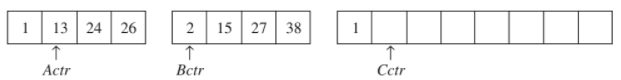 1 13 24 26 2 15 27 38 1
↑ ↑ ↑
Actr Bctr Cctr